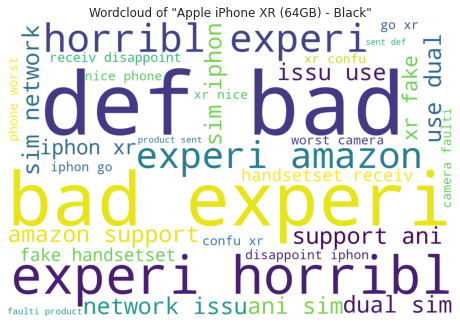 Wordcloud of "Apple iPhone XR (64GB) - Black"
horribl experi
go xr
sent def
receiv disappoint
phone worst
sim network
nice phone
def bad
sim iphon
issu use
xr confu
xr nice
xr fake
use dual
camera faulti
product sent
worst camera
iphon xr
experi amazon
iphon go
handsetset receiv
bad experi
amazon support
confu xr
support ani
fake handsetset
disappoint iphon
experi horribl
faulti product
network issu
ani sim
dual sim